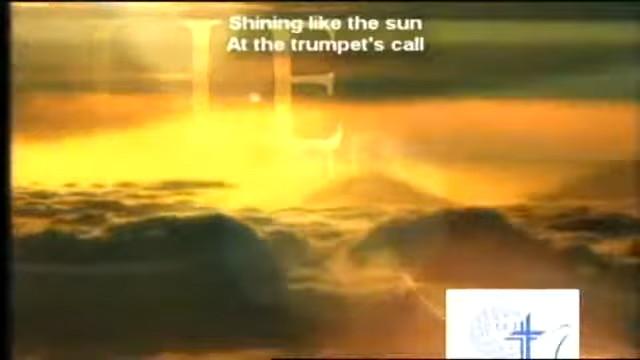 Shining like the sun
At the trumpet's call